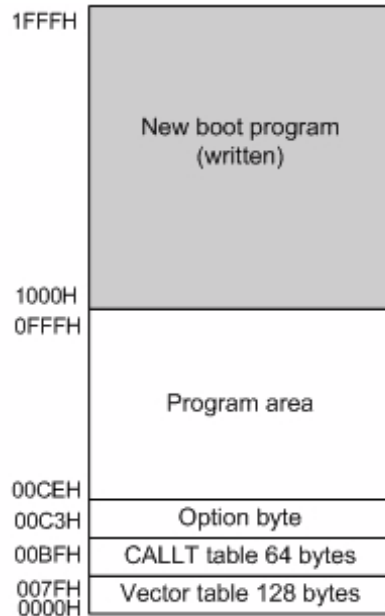 1FFFH
New boot program
(written)
1000H
0FFFH
Program area
00CEH
00C3H
Option byte
00BFH
CALLT table 64 bytes
007FH
Vector table 128 bytes
0000H